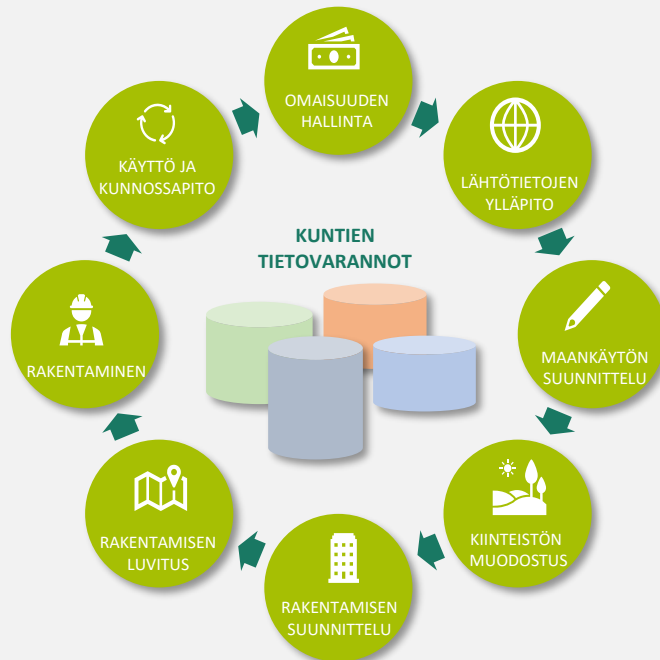 OMAISUUDEN
HALLINTA
LÄHTÖTIETOJEN
YLLÄPITO
MAANKÄYTÖN
SUUNNITTELU
KIINTEISTÖN
MUODOSTUS
RAKENTAMISEN
SUUNNITTELU
RAKENTAMISEN
LUVITUS
RAKENTAMINEN
KÄYTTÖ JA
KUNNOSSAPITO
KUNTIEN
TIETOVARANNOT